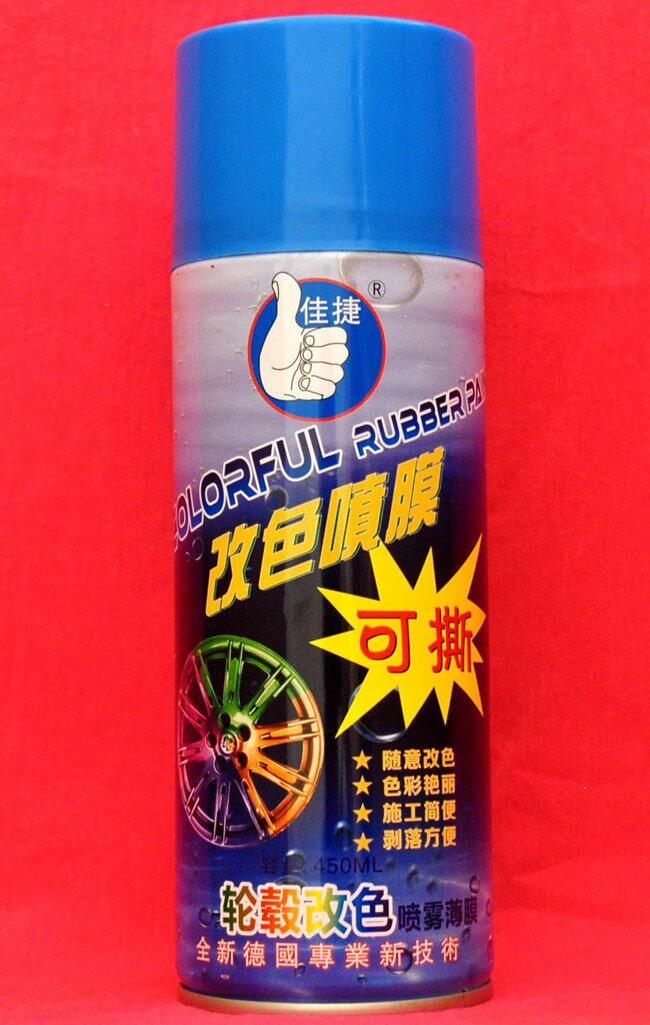 佳捷 ®
COLORFUL RUBBER
改色噴膜
可撕
★ 随意改色
★ 色彩艳丽
★ 施工简便
★ 剥落方便
容量: 450ML
轮毂改色 喷雾薄膜
全新德國專業新技術